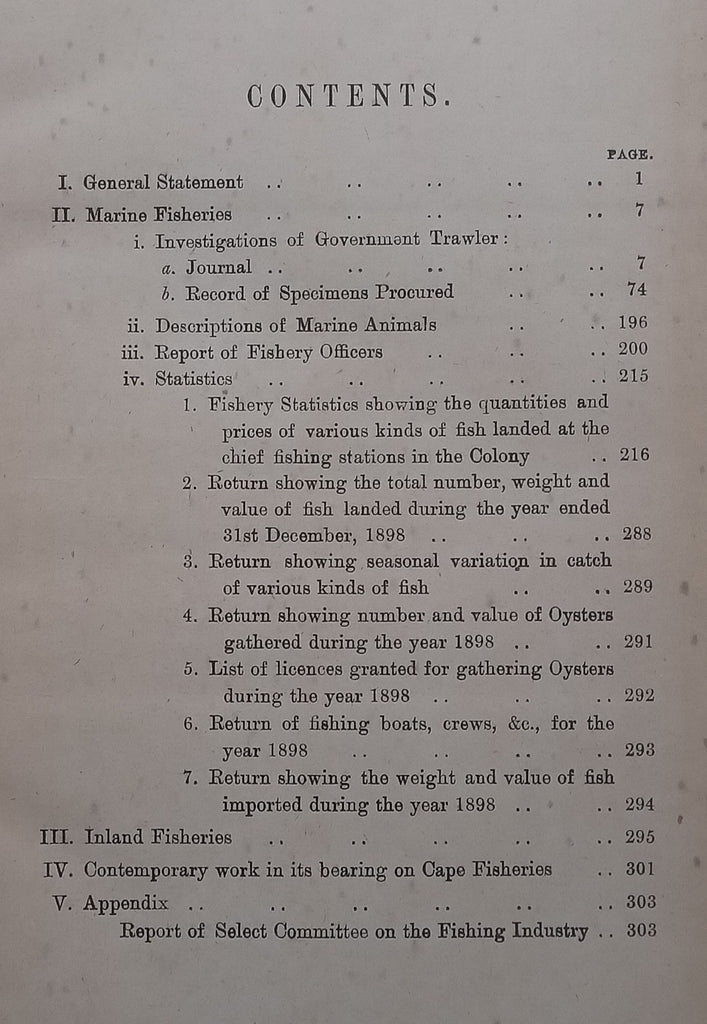 CONTENTS.
PAGE.
I. General Statement .. .. .. .. .. 1
II. Marine Fisheries .. .. .. .. .. 7
i. Investigations of Government Trawler:
a. Journal .. .. .. .. .. 7
b. Record of Specimens Procured .. .. 74
ii. Descriptions of Marine Animals .. .. 196
iii. Report of Fishery Officers .. .. .. 200
iv. Statistics .. .. .. .. .. 215
1. Fishery Statistics showing the quantities and
prices of various kinds of fish landed at the
chief fishing stations in the Colony .. 216
2. Return showing the total number, weight and
value of fish landed during the year ended
31st December, 1898 .. .. .. 288
3. Return showing seasonal variation in catch
of various kinds of fish .. .. 289
4. Return showing number and value of Oysters
gathered during the year 1898 .. .. 291
5. List of licences granted for gathering Oysters
during the year 1898 .. .. .. 292
6. Return of fishing boats, crews, &c., for the
year 1898 .. .. .. .. 293
7. Return showing the weight and value of fish
imported during the year 1898 .. .. 294
III. Inland Fisheries .. .. .. .. .. 295
IV. Contemporary work in its bearing on Cape Fisheries .. 301
V. Appendix .. .. .. .. .. .. 303
Report of Select Committee on the Fishing Industry .. 303